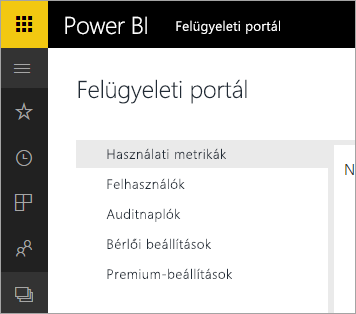 Power BI Felügyeleti portál
Felügyeleti portál
Használati metrikák
N
Felhasználók
Auditnaplók
Bérlői beállítások
Premium-beállítások